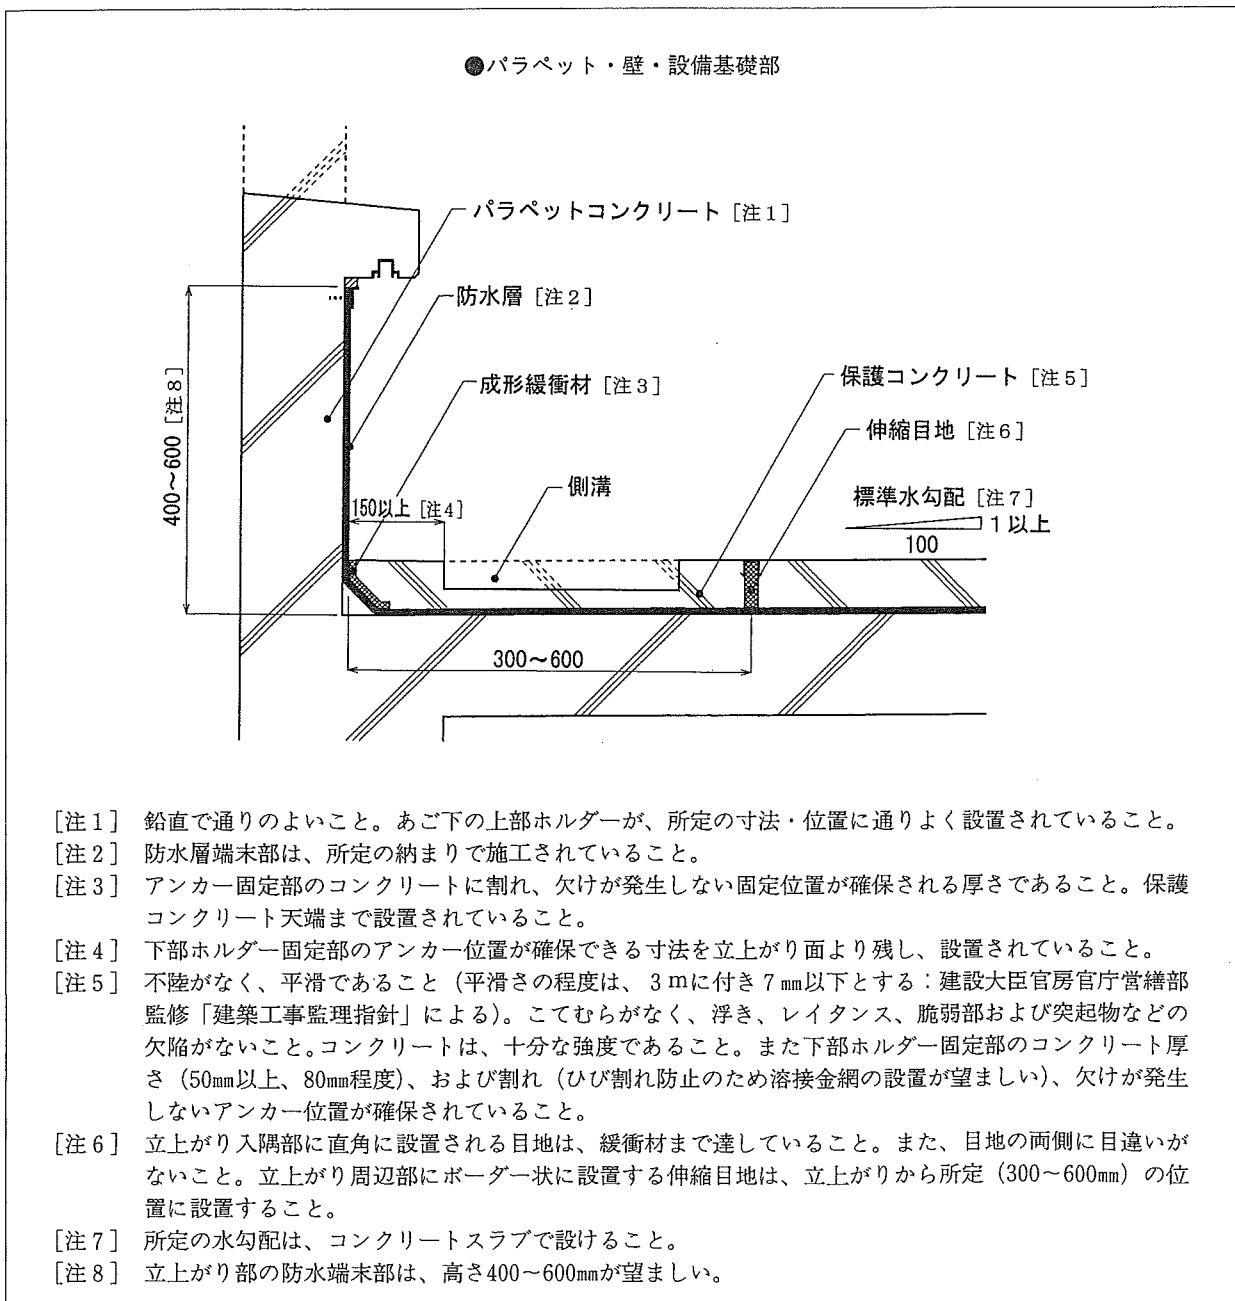 ●パラペット・壁・設備基礎部
パラペットコンクリート［注1］
防水層［注2］
成形緩衝材［注3］
保護コンクリート［注5］
伸縮目地［注6］
400～600［注8］
150以上［注4］
側溝
標準水勾配［注7］
1以上
100
300～600
［注1］ 鉛直で通りのよいこと。あご下の上部ホルダーが、所定の寸法・位置に通りよく設置されていること。
［注2］ 防水層端末部は、所定の納まりで施工されていること。
［注3］ アンカー固定部のコンクリートに割れ、欠けが発生しない固定位置が確保される厚さであること。保護
コンクリート天端まで設置されていること。
［注4］ 下部ホルダー固定部のアンカー位置が確保できる寸法を立上がり面より残し、設置されていること。
［注5］ 不陸がなく、平滑であること（平滑さの程度は、3mに付き7㎜以下とする：建設大臣官房官庁営繕部
監修「建築工事監理指針」による）。こてむらがなく、浮き、レイタンス、脆弱部および突起物などの
欠陥がないこと。コンクリートは、十分な強度であること。また下部ホルダー固定部のコンクリート厚
さ（50㎜以上、80㎜程度）、および割れ（ひび割れ防止のため溶接金網の設置が望ましい）、欠けが発生
しないアンカー位置が確保されていること。
［注6］ 立上がり入隅部に直角に設置される目地は、緩衝材まで達していること。また、目地の両側に目違いが
ないこと。立上がり周辺部にボーダー状に設置する伸縮目地は、立上がりから所定（300～600㎜）の位
置に設置すること。
［注7］ 所定の水勾配は、コンクリートスラブで設けること。
［注8］ 立上がり部の防水端末部は、高さ400～600㎜が望ましい。